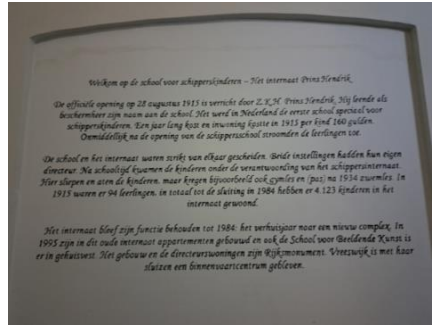 Welkom op de school voor schipperskinderen – Het internaat Prins Hendrik
De officiële opening op 28 augustus 1915 is verricht door Z.K.H. Prins Hendrik. Hij leende als
beschermheer zijn naam aan de school. Het werd in Nederland de eerste school speciaal voor
schipperskinderen. Een jaar lang kost en inwoning kostte in 1915 per kind 160 gulden.
Onmiddellijk na de opening van de schippersschool stroomden de leerlingen toe.
De school en het internaat waren strikt van elkaar gescheiden. Beide instellingen hadden hun eigen
directeur. Na schooltijd kwamen de kinderen onder de verantwoording van het schippersinternaat.
Hier sliepen en aten de kinderen, maar kregen bijvoorbeeld ook gymles en (pas) na 1934 zwemles. In
1915 waren er 94 leerlingen, in totaal tot de sluiting in 1984 hebben er 4.123 kinderen in het
internaat gewoond.
Het internaat bleef zijn functie behouden tot 1984: het verhuisjaar naar een nieuw complex. In
1995 zijn in dit oude internaat appartementen gebouwd en ook de School voor Beeldende Kunst is
er in gehuisvest. Het gebouw en de directeurswoningen zijn Rijksmonument. Vreeswijk is met haar
sluizen een binnenvaartcentrum gebleven.